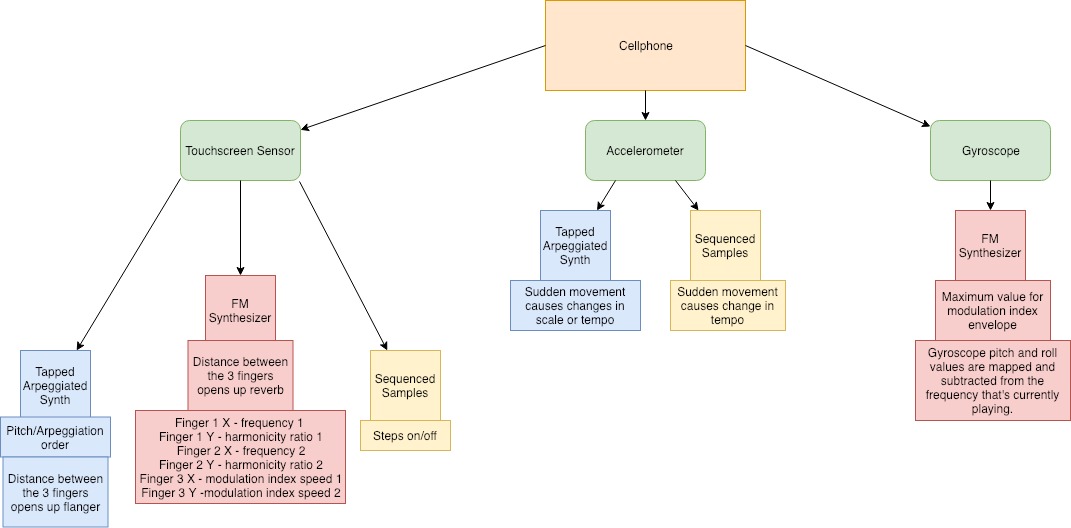 Cellphone
Touchscreen Sensor
Accelerometer
Gyroscope
Tapped
Arpeggiated
Synth
Sequenced
Samples
FM
Synthesizer
Sudden movement
causes changes in
scale or tempo
Sudden movement
causes change in
tempo
Maximum value for
modulation index
envelope
Gyroscope pitch and roll
values are mapped and
subtracted from the
frequency that's currently
playing.
FM
Synthesizer
Distance between
the 3 fingers
opens up reverb
Finger 1 X - frequency 1
Finger 1 Y - harmonicity ratio 1
Finger 2 X - frequency 2
Finger 2 Y - harmonicity ratio 2
Finger 3 X - modulation index speed 1
Finger 3 Y -modulation index speed 2
Tapped
Arpeggiated
Synth
Pitch/Arpeggiation
order
Distance between
the 3 fingers
opens up flanger
Sequenced
Samples
Steps on/off